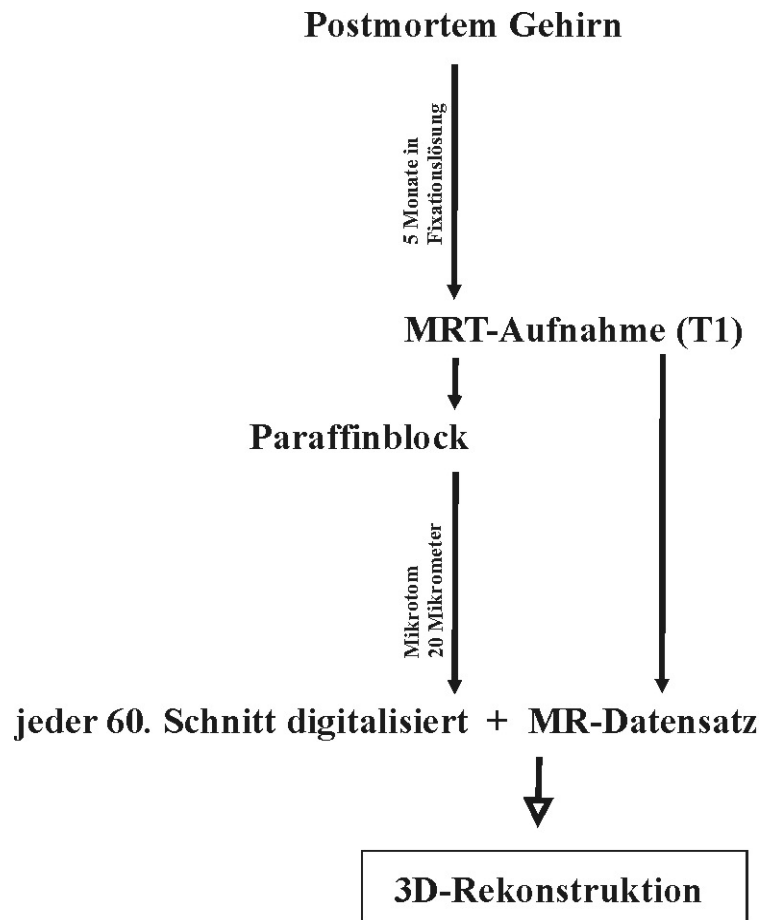 Postmortem Gehirn
5 Monate in
Fixationslösung
MRT-Aufnahme (T1)
Paraffinblock
Mikrotom
20 Mikrometer
jeder 60. Schnitt digitalisiert + MR-Datensatz
3D-Rekonstruktion